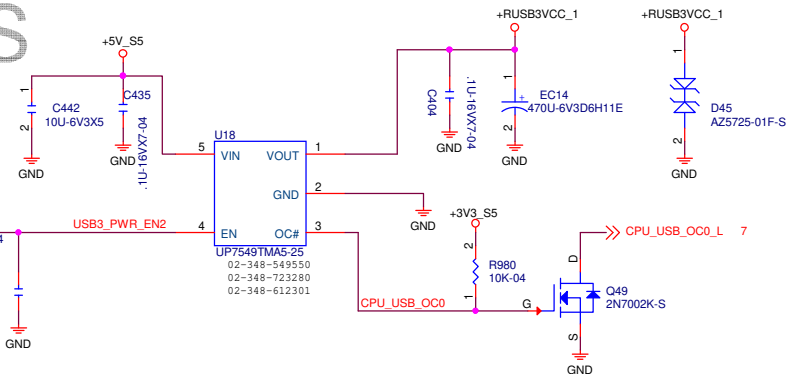 S
+5V_S5
+RUSB3VCC_1
+RUSB3VCC_1
1
C442
10U-6V3X5
2
GND
C435
.1U-16VX7-04
GND
C404
.1U-16VX7-04
GND
1
+
EC14
470U-6V3D6H11E
2
GND
1
D45
AZ5725-01F-S
2
GND
U18
5 VIN VOUT 1
GND 2
GND
USB3_PWR_EN2 4 EN OC# 3
UP7549TMA5-25
02-348-549550
02-348-723280
02-348-612301
GND
+3V3_S5
2
R980
10K-04
1
CPU_USB_OC0
CPU_USB_OC0_L 7
G
D
S
Q49
2N7002K-S
GND